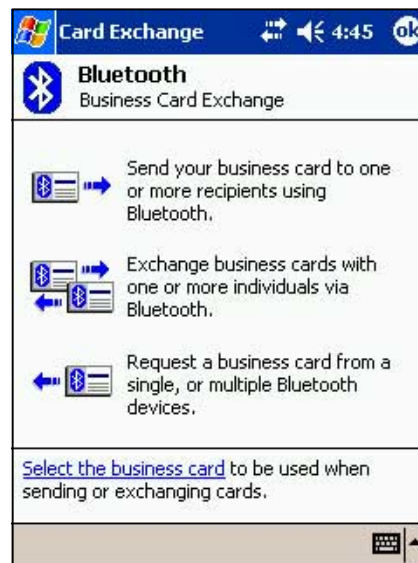 Card Exchange 4:45 ok
Bluetooth
Business Card Exchange
Send your business card to one
or more recipients using
Bluetooth.
Exchange business cards with
one or more individuals via
Bluetooth.
Request a business card from a
single, or multiple Bluetooth
devices.
Select the business card to be used when
sending or exchanging cards.